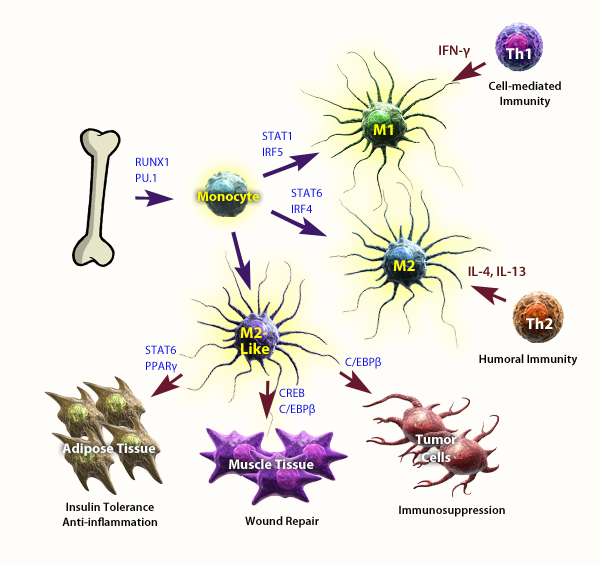 Th1
IFN-γ
Cell-mediated
Immunity
M1
STAT1
IRF5
RUNX1
PU.1
Monocyte
STAT6
IRF4
M2
IL-4, IL-13
Th2
Humoral Immunity
M2
Like
STAT6
PPARγ
C/EBPβ
CREB
C/EBPβ
Adipose Tissue
Muscle Tissue
Tumor
Cells
Insulin Tolerance
Anti-inflammation
Wound Repair
Immunosuppression